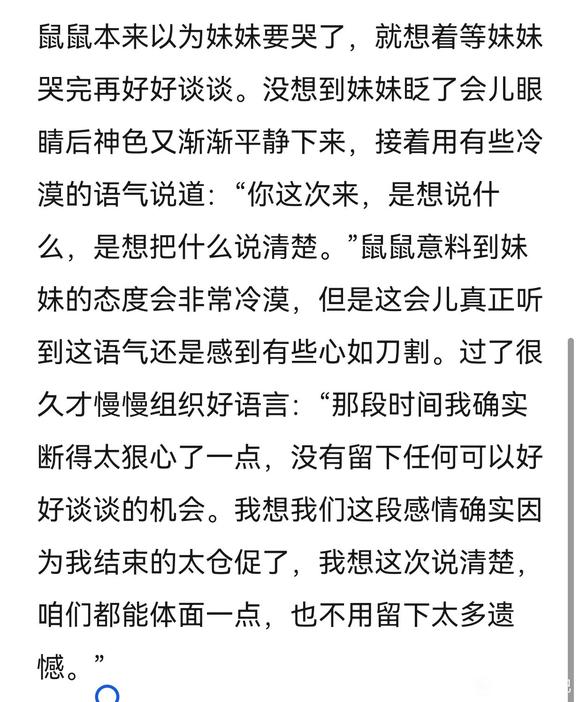 鼠鼠本来以为妹妹要哭了，就想着等妹妹
哭完再好好谈谈。没想到妹妹眨了会儿眼
睛后神色又渐渐平静下来，接着用有些冷
漠的语气说道：“你这次来，是想说什
么，是想把什么说清楚。”鼠鼠意料到妹
妹的态度会非常冷漠，但是这会儿真正听
到这语气还是感到有些心如刀割。过了很
久才慢慢组织好语言：“那段时间我确实
断得太狠心了一点，没有留下任何可以好
好谈谈的机会。我想我们这段感情确实因
为我结束的太仓促了，我想这次说清楚，
咱们都能体面一点，也不用留下太多遗
憾。”